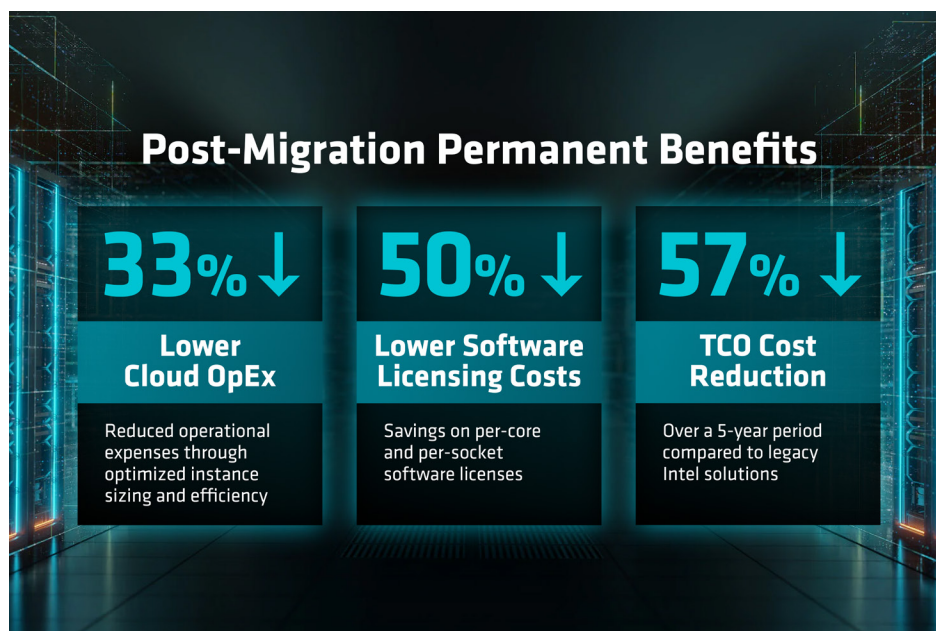 Post-Migration Permanent Benefits
33% ↓
Lower
Cloud OpEx
Reduced operational
expenses through
optimized instance
sizing and efficiency
50% ↓
Lower Software
Licensing Costs
Savings on per-core
and per-socket
software licenses
57% ↓
TCO Cost
Reduction
Over a 5-year period
compared to legacy
Intel solutions